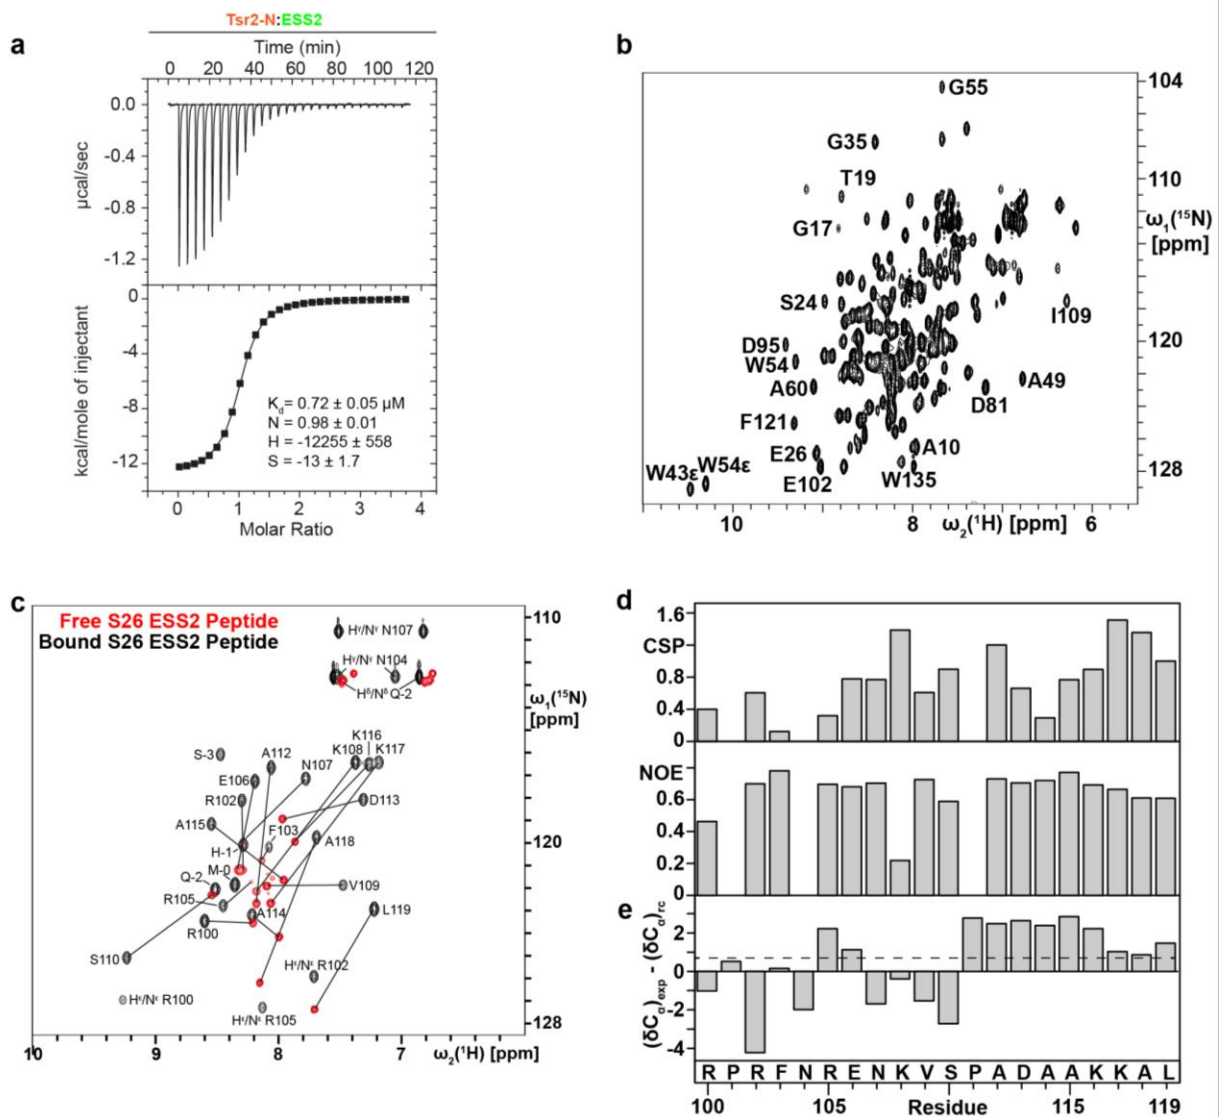 a
Tsr2-N:ESS2
Time (min)
0 20 40 60 80 100 120
0.0
-0.4
-0.8
-1.2
µcal/sec
0
-4
-8
-12
kcal/mole of injectant
Kd= 0.72 ± 0.05 µM
N = 0.98 ± 0.01
H = -12255 ± 558
S = -13 ± 1.7
0 1 2 3 4
Molar Ratio
b
G55
G35
T19
G17
S24
I109
D95
W54
A60
A49
D81
F121
E26
A10
W43ε W54ε
E102
W135
104
110
ω1(15N)
[ppm]
120
128
10 8 6
ω2(1H) [ppm]
c
Free S26 ESS2 Peptide
Bound S26 ESS2 Peptide
Hγ/Nγ N107
Hγ/Nγ N104
Hδ/Nδ Q-2
K116
S-3
A112
K108
K117
E106
N107
R102
D113
A115
F103
H-1
A118
M-0
Q-2
V109
R105
A114
L119
R100
S110
Hε/Nε R102
Hε/Nε R100
Hε/Nε R105
110
ω1(15N)
[ppm]
120
128
10 9 8 7
ω2(1H) [ppm]
d
1.6
CSP
0.8
0.4
0
NOE
0.6
0.4
0.2
0
e
2
0
-2
-4
(δCα)exp - (δCα)rc
R P R F N R E N K V S P A D A A K K A L
100 105 110 115 119
Residue